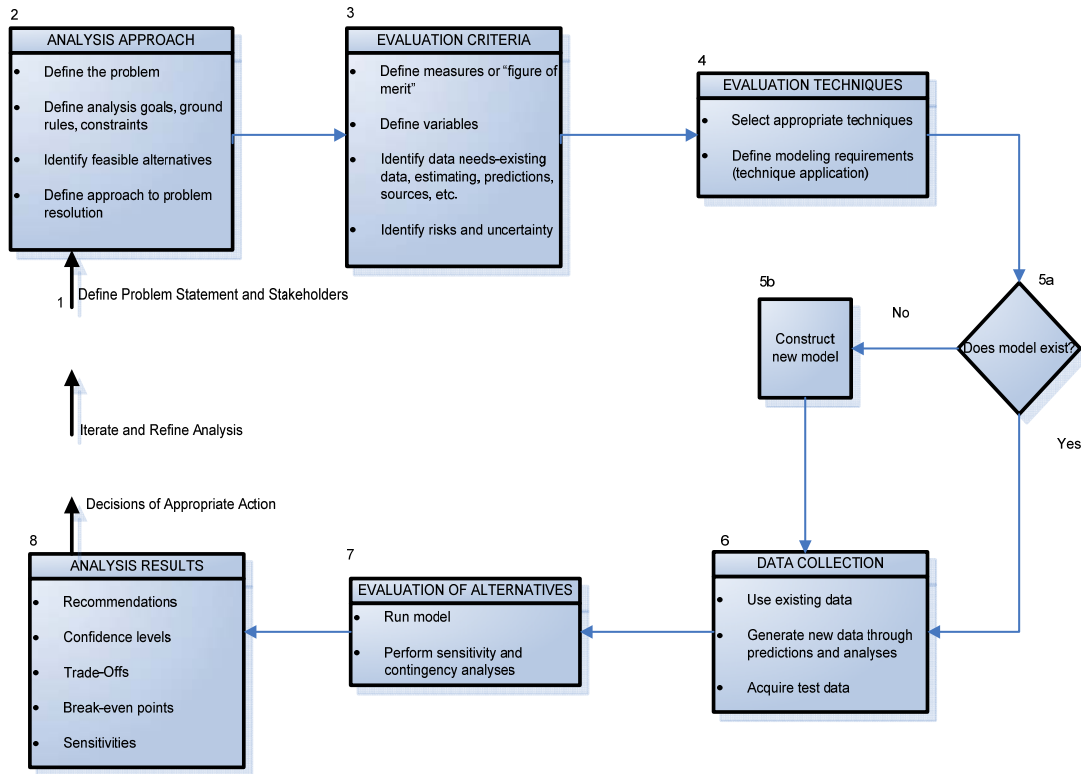 2
ANALYSIS APPROACH
• Define the problem
• Define analysis goals, ground
rules, constraints
• Identify feasible alternatives
• Define approach to problem
resolution
3
EVALUATION CRITERIA
• Define measures or “figure of
merit”
• Define variables
• Identify data needs-existing
data, estimating, predictions,
sources, etc.
• Identify risks and uncertainty
4
EVALUATION TECHNIQUES
• Select appropriate techniques
• Define modeling requirements
(technique application)
5a
Does model exist?
No
Yes
5b
Construct
new model
1
Define Problem Statement and Stakeholders
Iterate and Refine Analysis
Decisions of Appropriate Action
6
DATA COLLECTION
• Use existing data
• Generate new data through
predictions and analyses
• Acquire test data
7
EVALUATION OF ALTERNATIVES
• Run model
• Perform sensitivity and
contingency analyses
8
ANALYSIS RESULTS
• Recommendations
• Confidence levels
• Trade-Offs
• Break-even points
• Sensitivities